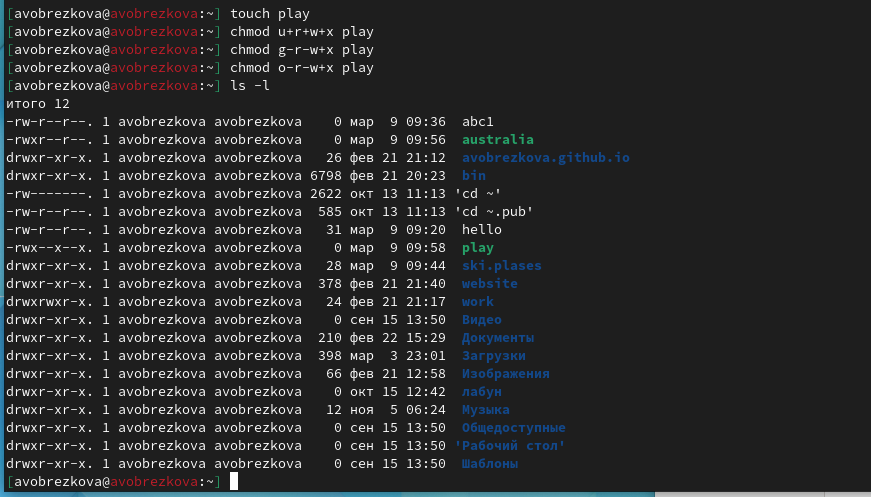 [avobrezkova@avobrezkova:~] touch play
[avobrezkova@avobrezkova:~] chmod u+r+w+x play
[avobrezkova@avobrezkova:~] chmod g-r-w+x play
[avobrezkova@avobrezkova:~] chmod o-r-w+x play
[avobrezkova@avobrezkova:~] ls -l
итого 12
-rw-r--r--. 1 avobrezkova avobrezkova    0 мар  9 09:36  abc1
-rwxr--r--. 1 avobrezkova avobrezkova    0 мар  9 09:56  australia
drwxr-xr-x. 1 avobrezkova avobrezkova   26 фев 21 21:12  avobrezkova.github.io
drwxr-xr-x. 1 avobrezkova avobrezkova 6798 фев 21 20:23  bin
-rw-------. 1 avobrezkova avobrezkova 2622 окт 13 11:13 'cd ~'
-rw-r--r--. 1 avobrezkova avobrezkova  585 окт 13 11:13 'cd ~.pub'
-rw-r--r--. 1 avobrezkova avobrezkova   31 мар  9 09:20  hello
-rwx--x--x. 1 avobrezkova avobrezkova    0 мар  9 09:58  play
drwxr-xr-x. 1 avobrezkova avobrezkova   28 мар  9 09:44  ski.plases
drwxr-xr-x. 1 avobrezkova avobrezkova  378 фев 21 21:40  website
drwxrwxr-x. 1 avobrezkova avobrezkova   24 фев 21 21:17  work
drwxr-xr-x. 1 avobrezkova avobrezkova    0 сен 15 13:50  Видео
drwxr-xr-x. 1 avobrezkova avobrezkova  210 фев 22 15:29  Документы
drwxr-xr-x. 1 avobrezkova avobrezkova  398 мар  3 23:01  Загрузки
drwxr-xr-x. 1 avobrezkova avobrezkova   66 фев 21 12:58  Изображения
drwxr-xr-x. 1 avobrezkova avobrezkova    0 окт 15 12:42  лабун
drwxr-xr-x. 1 avobrezkova avobrezkova   12 ноя  5 06:24  Музыка
drwxr-xr-x. 1 avobrezkova avobrezkova    0 сен 15 13:50  Общедоступные
drwxr-xr-x. 1 avobrezkova avobrezkova    0 сен 15 13:50 'Рабочий стол'
drwxr-xr-x. 1 avobrezkova avobrezkova    0 сен 15 13:50  Шаблоны
[avobrezkova@avobrezkova:~]